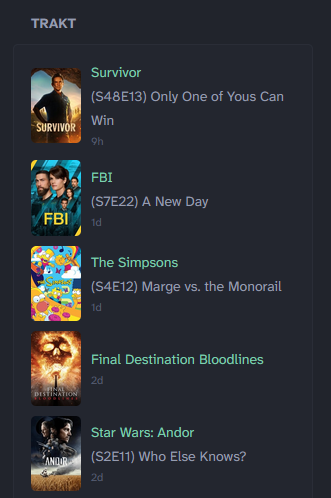 TRAKT
SURVIVOR
Survivor
(S48E13) Only One of Yous Can
Win
9h
FBI
FBI
(S7E22) A New Day
1d
The Simpsons
(S4E12) Marge vs. the Monorail
1d
FINAL
DESTINATION
BLOODLINES
Final Destination Bloodlines
2d
ANDOR
Star Wars: Andor
(S2E11) Who Else Knows?
2d